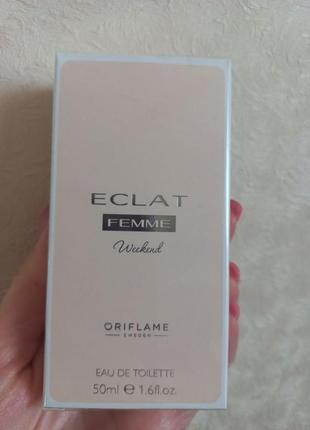 ECLAT
FEMME
Weekend
ORIFLAME
SWEDEN
EAU DE TOILETTE
50ml ℮ 1.6fl.oz.